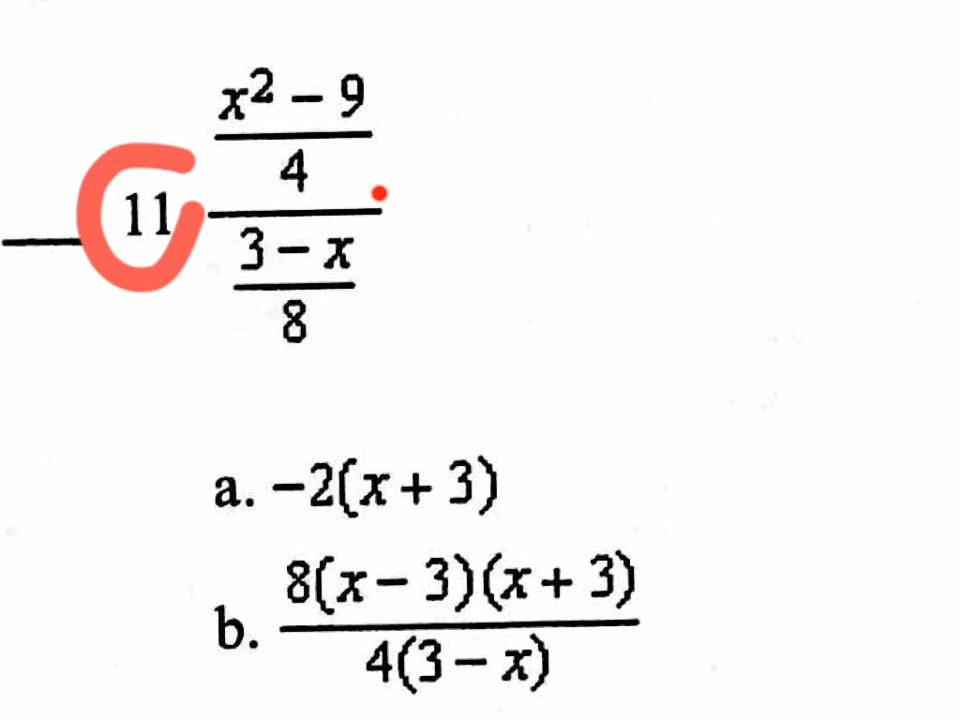 x² – 9
4
11
3 – x
8
a. –2(x + 3)
b. 8(x – 3)(x + 3)
4(3 – x)